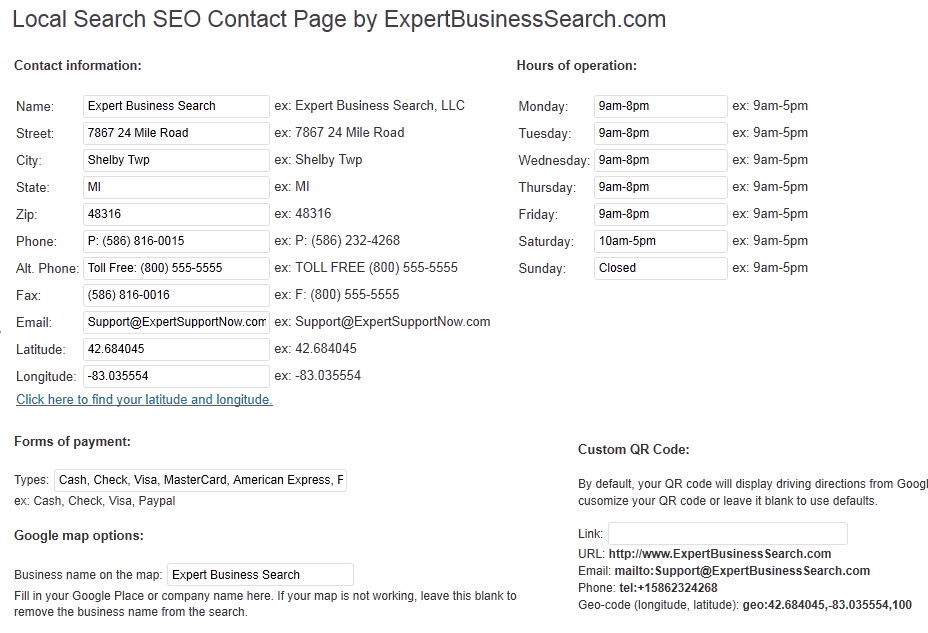 Local Search SEO Contact Page by ExpertBusinessSearch.com
Contact information:
Name: Expert Business Search ex: Expert Business Search, LLC
Street: 7867 24 Mile Road ex: 7867 24 Mile Road
City: Shelby Twp ex: Shelby Twp
State: MI ex: MI
Zip: 48316 ex: 48316
Phone: P: (586) 816-0015 ex: P: (586) 232-4268
Alt. Phone: Toll Free: (800) 555-5555 ex: TOLL FREE (800) 555-5555
Fax: (586) 816-0016 ex: F: (800) 555-5555
Email: Support@ExpertSupportNow.com ex: Support@ExpertSupportNow.com
Latitude: 42.684045 ex: 42.684045
Longitude: -83.035554 ex: -83.035554
Click here to find your latitude and longitude.
Hours of operation:
Monday: 9am-8pm ex: 9am-5pm
Tuesday: 9am-8pm ex: 9am-5pm
Wednesday: 9am-8pm ex: 9am-5pm
Thursday: 9am-8pm ex: 9am-5pm
Friday: 9am-8pm ex: 9am-5pm
Saturday: 10am-5pm ex: 9am-5pm
Sunday: Closed ex: 9am-5pm
Forms of payment:
Types: Cash, Check, Visa, MasterCard, American Express, F
ex: Cash, Check, Visa, Paypal
Google map options:
Business name on the map: Expert Business Search
Fill in your Google Place or company name here. If your map is not working, leave this blank to
remove the business name from the search.
Custom QR Code:
By default, your QR code will display driving directions from Googl
cusomize your QR code or leave it blank to use defaults.
Link:
URL: http://www.ExpertBusinessSearch.com
Email: mailto:Support@ExpertBusinessSearch.com
Phone: tel:+15862324268
Geo-code (longitude, latitude): geo:42.684045,-83.035554,100